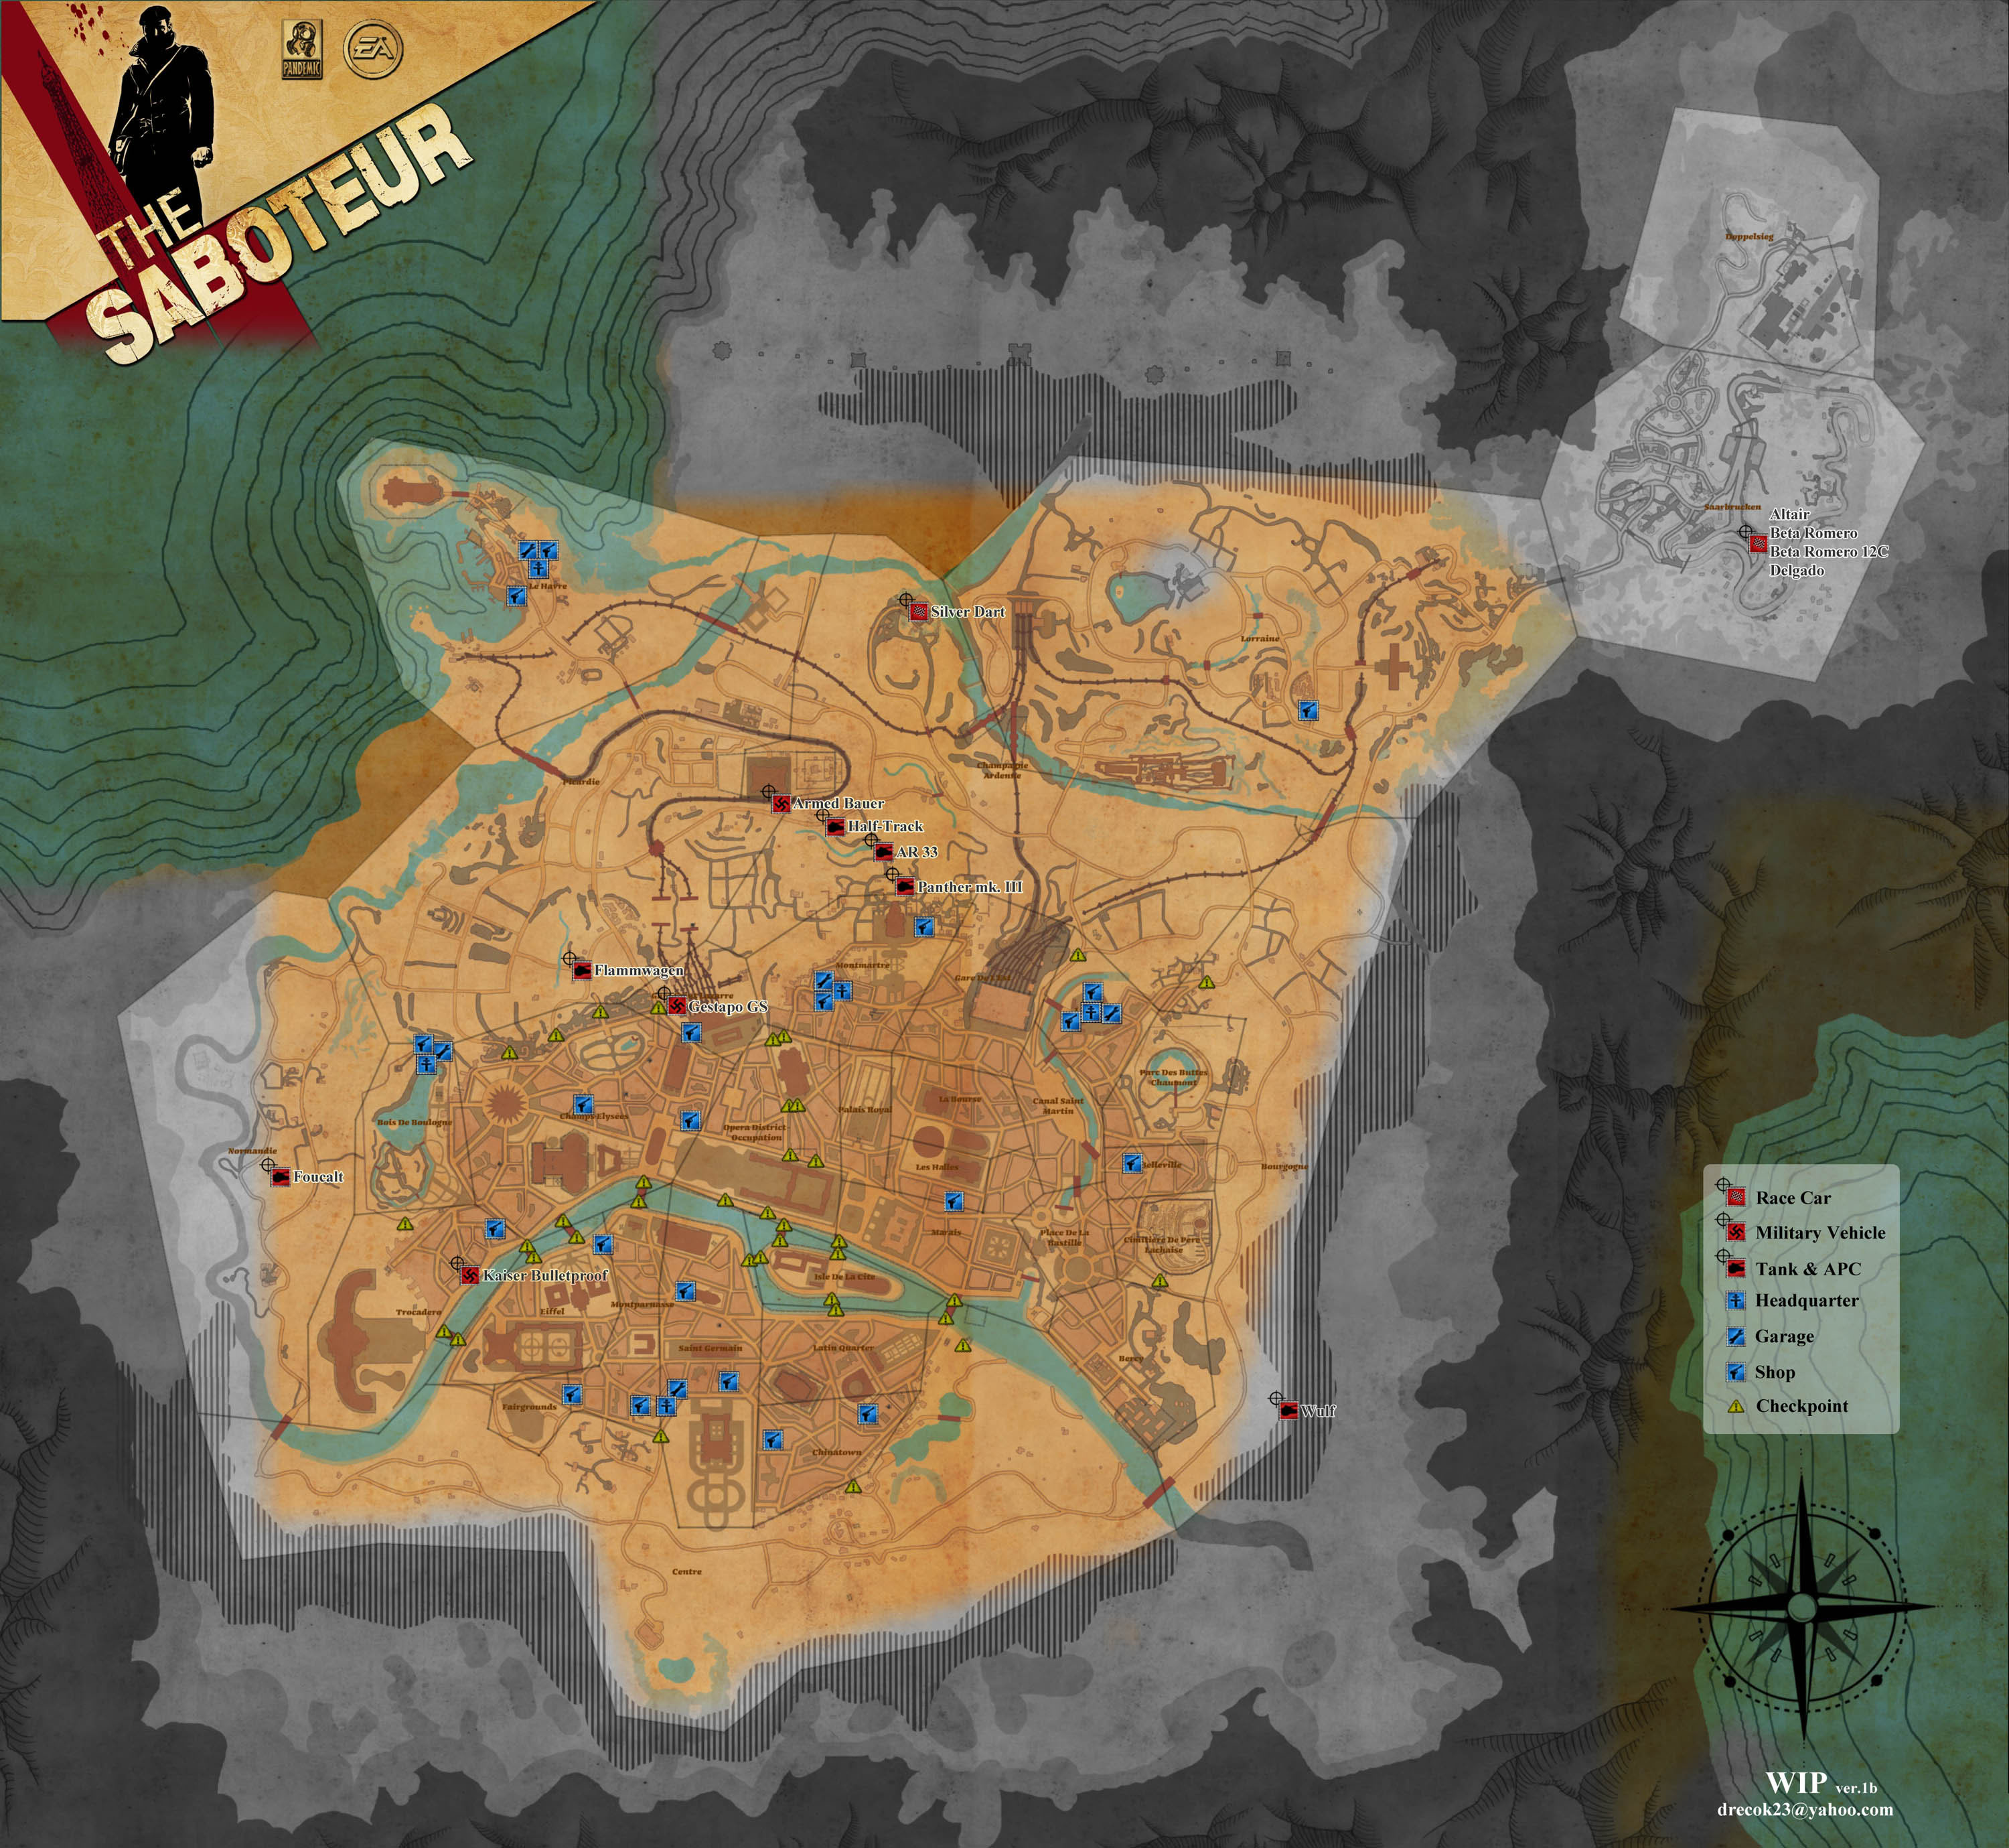 PANDEMIC
EA
THE
SABOTEUR
Doppelsieg
Saarbrucken
Altair
Beta Romero
Beta Romero 12C
Delgado
Le Havre
Silver Dart
Lorraine
Picardie
Champagne
Ardenne
Armed Bauer
Half-Track
AR 33
Panther mk. III
Flammwagen
Montmartre
Gestapo GS
Parc Des Buttes
Chaumont
Champs Elysees
Bois De Boulogne
Opera District
Occupation
Palais Royal
La Bourse
Canal Saint
Martin
Normandie
Foucalt
Les Halles
Belleville
Bourgogne
Marais
Place De La
Bastille
Cimitiere De Pere
Lachaise
Kaiser Bulletproof
Isle De La Cite
Trocadero
Eiffel
Montparnasse
Saint Germain
Latin Quarter
Bercy
Fairgrounds
Chinatown
Wulf
Centre
Race Car
Military Vehicle
Tank & APC
Headquarter
Garage
Shop
Checkpoint
WIP ver.1b
drecok23@yahoo.com